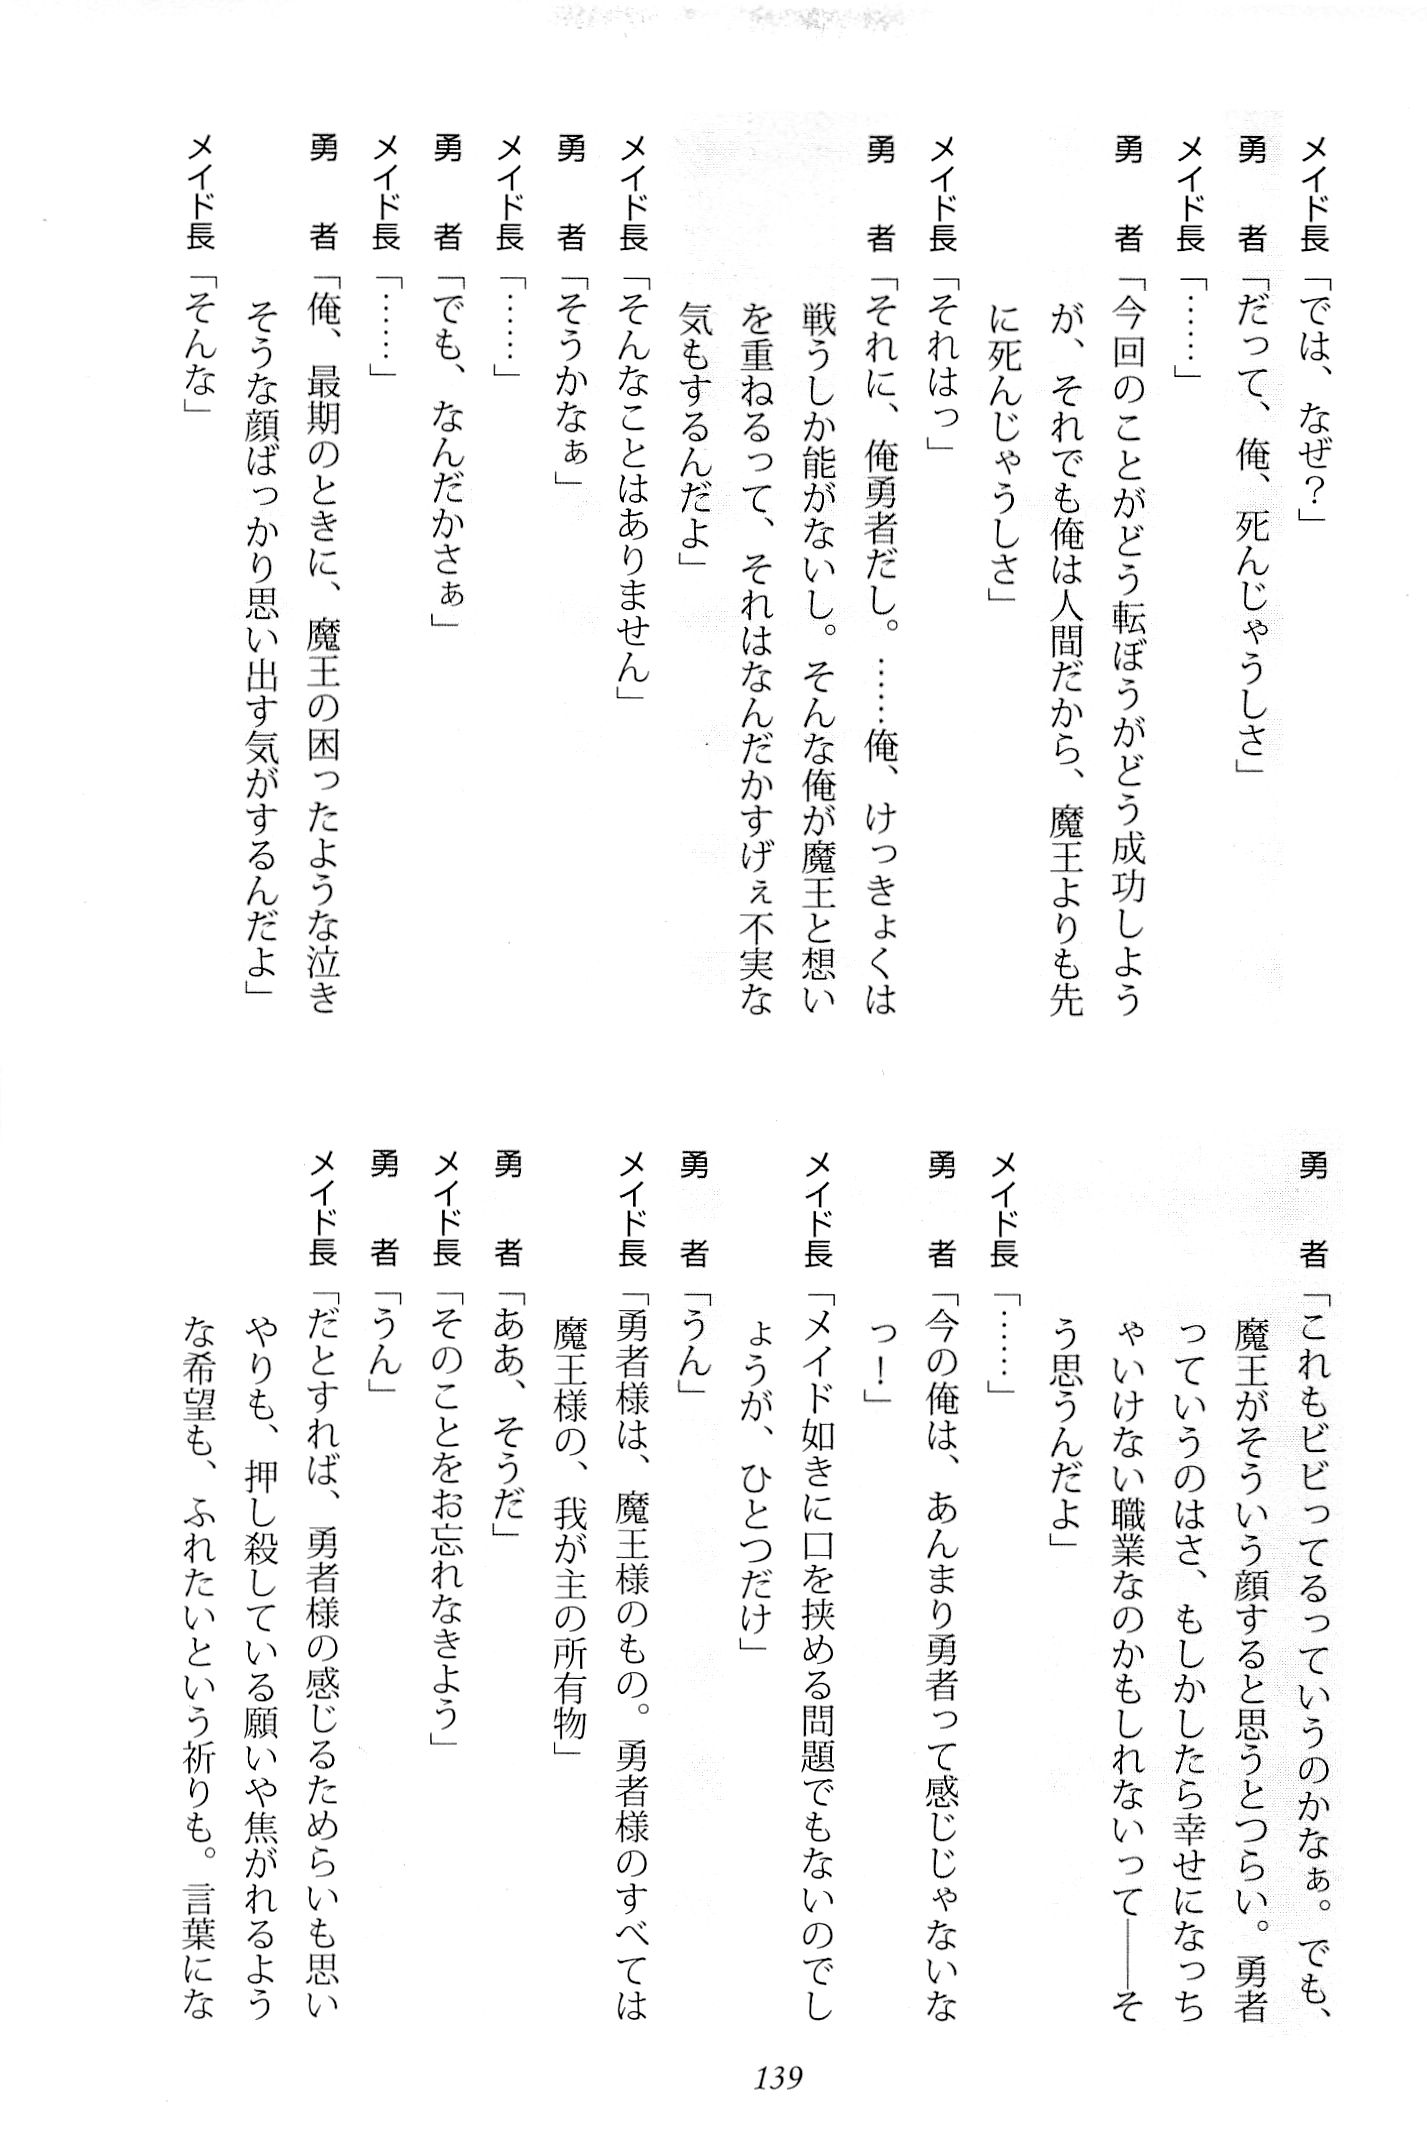 メイド長「では、なぜ？」
勇　者「だって、俺、死んじゃうしさ」
メイド長「……」
勇　者「今回のことがどう転ぼうがどう成功しよう
が、それでも俺は人間だから、魔王よりも先
に死んじゃうしさ」
メイド長「それはっ」
勇　者「それに、俺勇者だし。……俺、けっきょくは
戦うしか能がないし。そんな俺が魔王と想い
を重ねるって、それはなんだかすげぇ不実な
気もするんだよ」
メイド長「そんなことはありません」
勇　者「そうかなぁ」
メイド長「……」
勇　者「でも、なんだかさぁ」
メイド長「……」
勇　者「俺、最期のときに、魔王の困ったような泣き
そうな顔ばっかり思い出す気がするんだよ」
メイド長「そんな」
勇　者「これもビビってるっていうのかなぁ。でも、
魔王がそういう顔すると思うとつらい。勇者
っていうのはさ、もしかしたら幸せになっち
ゃいけない職業なのかもしれないって――そ
う思うんだよ」
メイド長「……」
勇　者「今の俺は、あんまり勇者って感じじゃないな
っ！」
メイド長「メイド如きに口を挟める問題でもないのでし
ょうが、ひとつだけ」
勇　者「うん」
メイド長「勇者様は、魔王様のもの。勇者様のすべては
魔王様の、我が主の所有物」
勇　者「ああ、そうだ」
メイド長「そのことをお忘れなきよう」
勇　者「うん」
メイド長「だとすれば、勇者様の感じるためらいも思い
やりも、押し殺している願いや焦がれるよう
な希望も、ふれたいという祈りも。言葉にな
139